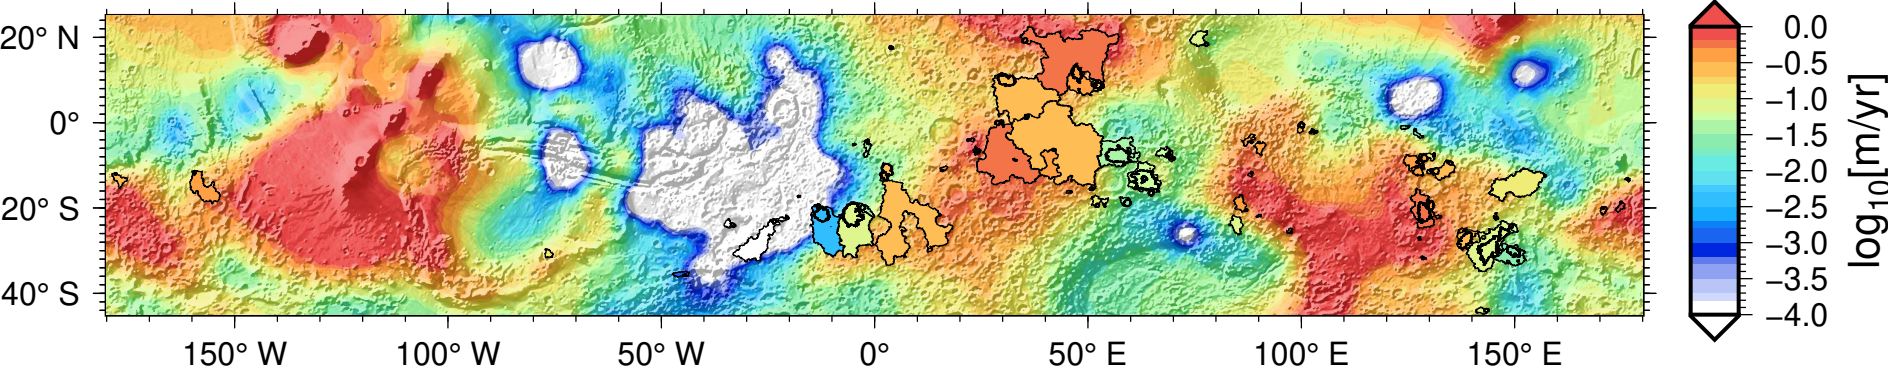 20° N
0°
20° S
40° S
150° W
100° W
50° W
0°
50° E
100° E
150° E
0.0
−0.5
−1.0
−1.5
−2.0
−2.5
−3.0
−3.5
−4.0
log10[m/yr]